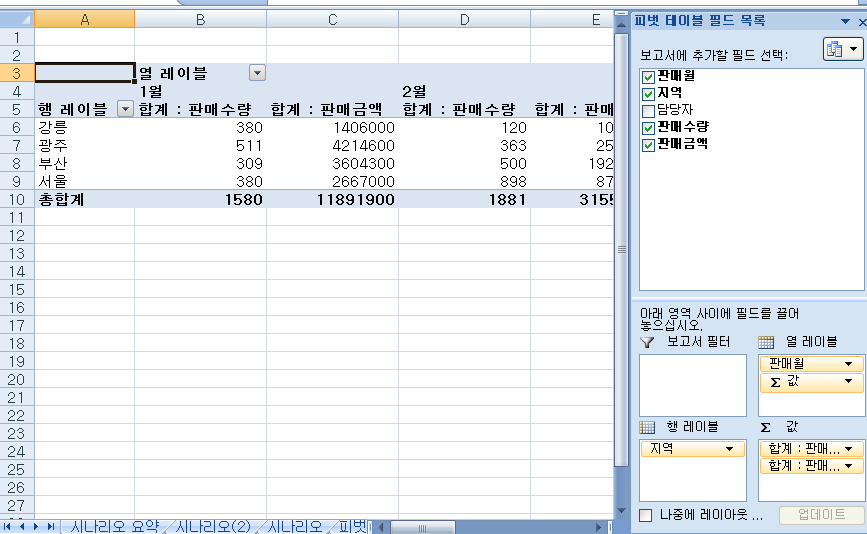 A B C D E
1
2
3 열 레이블
4 1월 2월
5 행 레이블 합계 : 판매수량 합계 : 판매금액 합계 : 판매수량 합계 : 판매
6 강릉 380 1406000 120 10
7 광주 511 4214600 363 25
8 부산 309 3604300 500 192
9 서울 380 2667000 898 87
10 총합계 1580 11891900 1881 3155
11
12
13
14
15
16
17
18
19
20
21
22
23
24
25
26
27
시나리오 요약 시나리오(2) 시나리오 피벗
피벗 테이블 필드 목록
보고서에 추가할 필드 선택:
판매월
지역
담당자
판매수량
판매금액
아래 영역 사이에 필드를 끌어
놓으십시오.
보고서 필터 열 레이블
판매월
Σ 값
행 레이블 Σ 값
지역 합계 : 판매...
합계 : 판매...
나중에 레이아웃 ... 업데이트